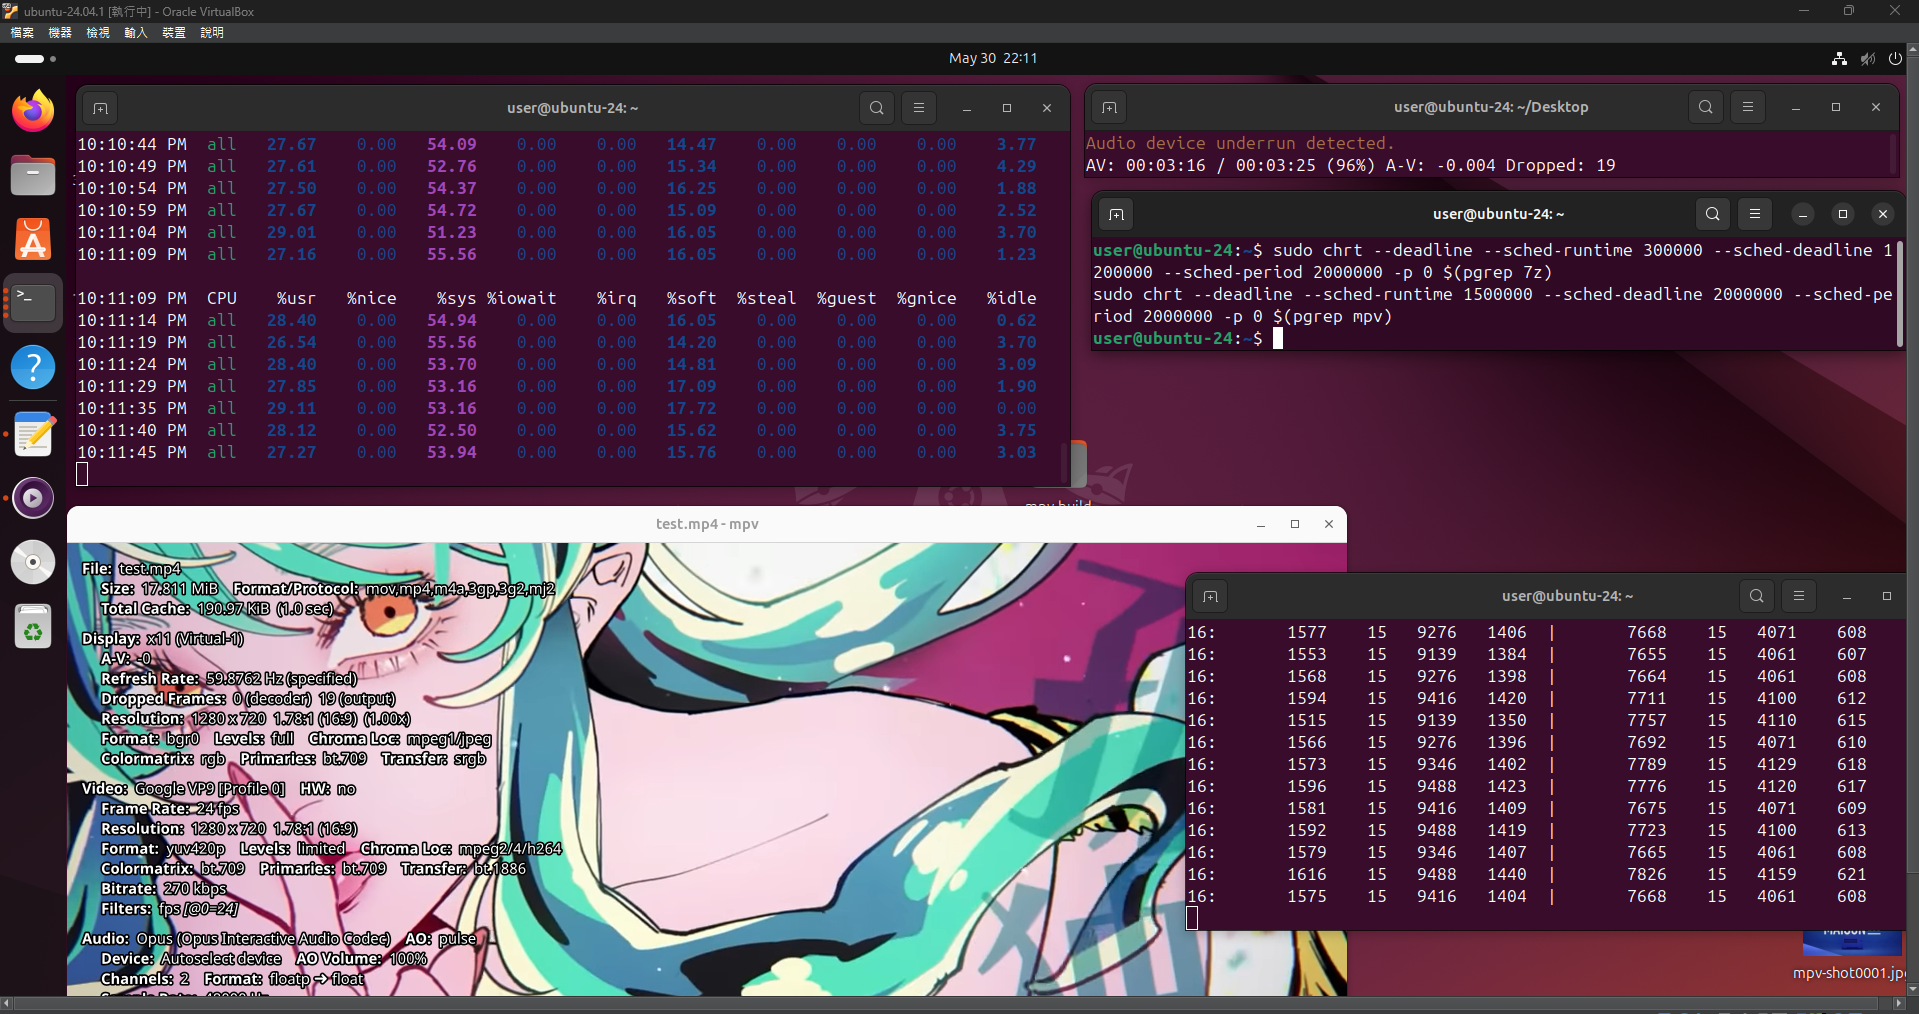 ubuntu-24.04.1 [執行中] - Oracle VirtualBox
檔案 機器 檢視 輸入 裝置 說明
May 30 22:11
user@ubuntu-24: ~
10:10:44 PM all 27.67 0.00 54.09 0.00 0.00 14.47 0.00 0.00 0.00 3.77
10:10:49 PM all 27.61 0.00 52.76 0.00 0.00 15.34 0.00 0.00 0.00 4.29
10:10:54 PM all 27.50 0.00 54.37 0.00 0.00 16.25 0.00 0.00 0.00 1.88
10:10:59 PM all 27.67 0.00 54.72 0.00 0.00 15.09 0.00 0.00 0.00 2.52
10:11:04 PM all 29.01 0.00 51.23 0.00 0.00 16.05 0.00 0.00 0.00 3.70
10:11:09 PM all 27.16 0.00 55.56 0.00 0.00 16.05 0.00 0.00 0.00 1.23
10:11:09 PM CPU %usr %nice %sys %iowait %irq %soft %steal %guest %gnice %idle
10:11:14 PM all 28.40 0.00 54.94 0.00 0.00 16.05 0.00 0.00 0.00 0.62
10:11:19 PM all 26.54 0.00 55.56 0.00 0.00 14.20 0.00 0.00 0.00 3.70
10:11:24 PM all 28.40 0.00 53.70 0.00 0.00 14.81 0.00 0.00 0.00 3.09
10:11:29 PM all 27.85 0.00 53.16 0.00 0.00 17.09 0.00 0.00 0.00 1.90
10:11:35 PM all 29.11 0.00 53.16 0.00 0.00 17.72 0.00 0.00 0.00 0.00
10:11:40 PM all 28.12 0.00 52.50 0.00 0.00 15.62 0.00 0.00 0.00 3.75
10:11:45 PM all 27.27 0.00 53.94 0.00 0.00 15.76 0.00 0.00 0.00 3.03
user@ubuntu-24: ~/Desktop
Audio device underrun detected.
AV: 00:03:16 / 00:03:25 (96%) A-V: -0.004 Dropped: 19
user@ubuntu-24: ~
user@ubuntu-24:~$ sudo chrt --deadline --sched-runtime 300000 --sched-deadline 1
200000 --sched-period 2000000 -p 0 $(pgrep 7z)
sudo chrt --deadline --sched-runtime 1500000 --sched-deadline 2000000 --sched-pe
riod 2000000 -p 0 $(pgrep mpv)
user@ubuntu-24:~$
mpv build
test.mp4 - mpv
File: test.mp4
Size: 17.811 MiB Format/Protocol: mov,mp4,m4a,3gp,3g2,mj2
Total Cache: 190.97 KiB (1.0 sec)
Display: x11 (Virtual-1)
A-V: -0
Refresh Rate: 59.8762 Hz (specified)
Dropped Frames: 0 (decoder) 19 (output)
Resolution: 1280 x 720 1.78:1 (16:9) (1.00x)
Format: bgr0 Levels: full Chroma Loc: mpeg1/jpeg
Colormatrix: rgb Primaries: bt.709 Transfer: srgb
Video: Google VP9 [Profile 0] HW: no
Frame Rate: 24 fps
Resolution: 1280 x 720 1.78:1 (16:9)
Format: yuv420p Levels: limited Chroma Loc: mpeg2/4/h264
Colormatrix: bt.709 Primaries: bt.709 Transfer: bt.1886
Bitrate: 270 kbps
Filters: fps [@0=24]
Audio: Opus (Opus Interactive Audio Codec) AO: pulse
Device: Autoselect device AO Volume: 100%
Channels: 2 Format: floatp → float
user@ubuntu-24: ~
16: 1577 15 9276 1406 | 7668 15 4071 608
16: 1553 15 9139 1384 | 7655 15 4061 607
16: 1568 15 9276 1398 | 7664 15 4061 608
16: 1594 15 9416 1420 | 7711 15 4100 612
16: 1515 15 9139 1350 | 7757 15 4110 615
16: 1566 15 9276 1396 | 7692 15 4071 610
16: 1573 15 9346 1402 | 7789 15 4129 618
16: 1596 15 9488 1423 | 7776 15 4120 617
16: 1581 15 9416 1409 | 7675 15 4071 609
16: 1592 15 9488 1419 | 7723 15 4100 613
16: 1579 15 9346 1407 | 7665 15 4061 608
16: 1616 15 9488 1440 | 7826 15 4159 621
16: 1575 15 9416 1404 | 7668 15 4061 608
mpv-shot0001.jpg